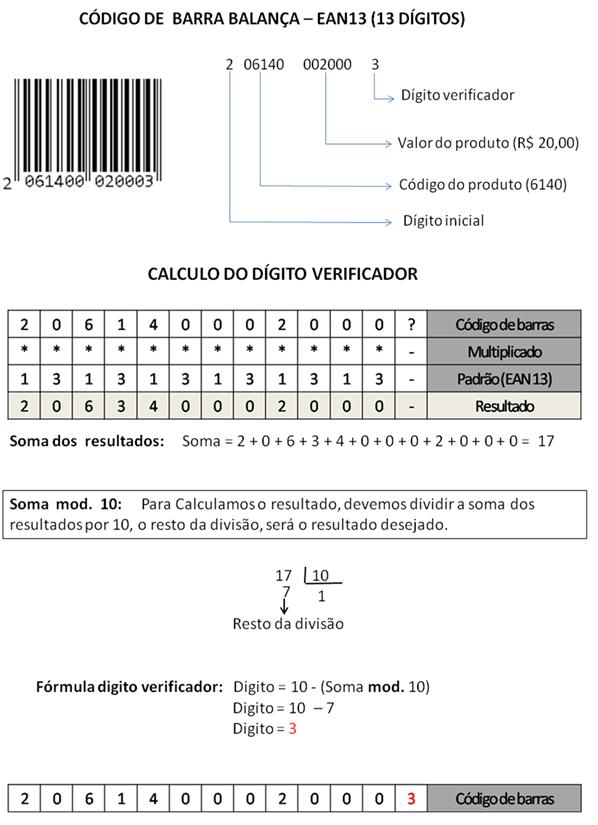 CÓDIGO DE BARRA BALANÇA – EAN13 (13 DÍGITOS)
2 06140 002000 3
Dígito verificador
Valor do produto (R$ 20,00)
Código do produto (6140)
Dígito inicial
2 061400 020003
CALCULO DO DÍGITO VERIFICADOR
2 0 6 1 4 0 0 0 2 0 0 0 ? Código de barras
* * * * * * * * * * * * - Multiplicado
1 3 1 3 1 3 1 3 1 3 1 3 - Padrão (EAN 13)
2 0 6 3 4 0 0 0 2 0 0 0 - Resultado
Soma dos resultados: Soma = 2 + 0 + 6 + 3 + 4 + 0 + 0 + 0 + 2 + 0 + 0 + 0 = 17
Soma mod. 10: Para Calculamos o resultado, devemos dividir a soma dos
resultados por 10, o resto da divisão, será o resultado desejado.
17 10
7 1
Resto da divisão
Fórmula digito verificador: Digito = 10 - (Soma mod. 10)
Digito = 10 – 7
Digito = 3
2 0 6 1 4 0 0 0 2 0 0 0 3 Código de barras